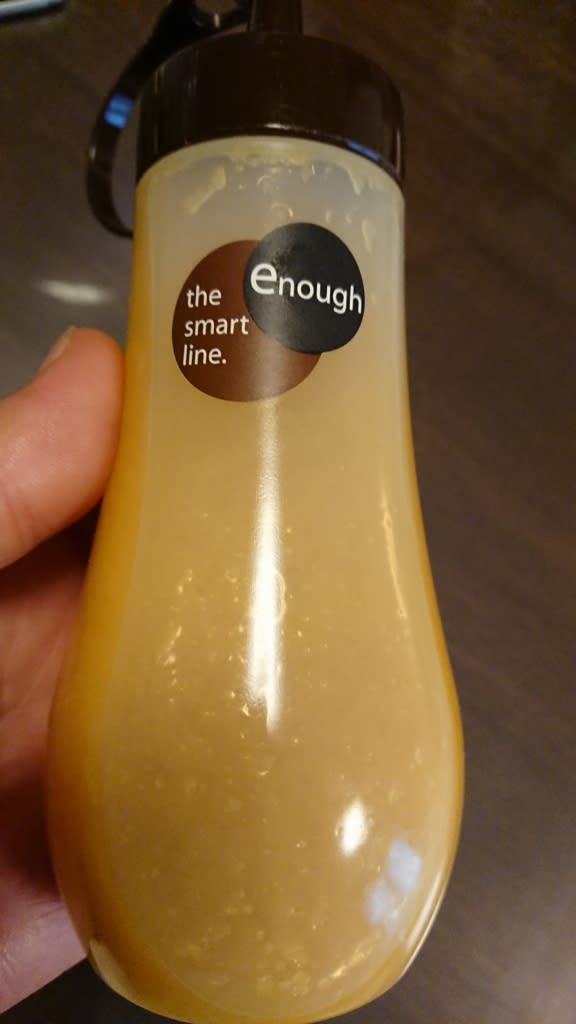 enough
the
smart
line.